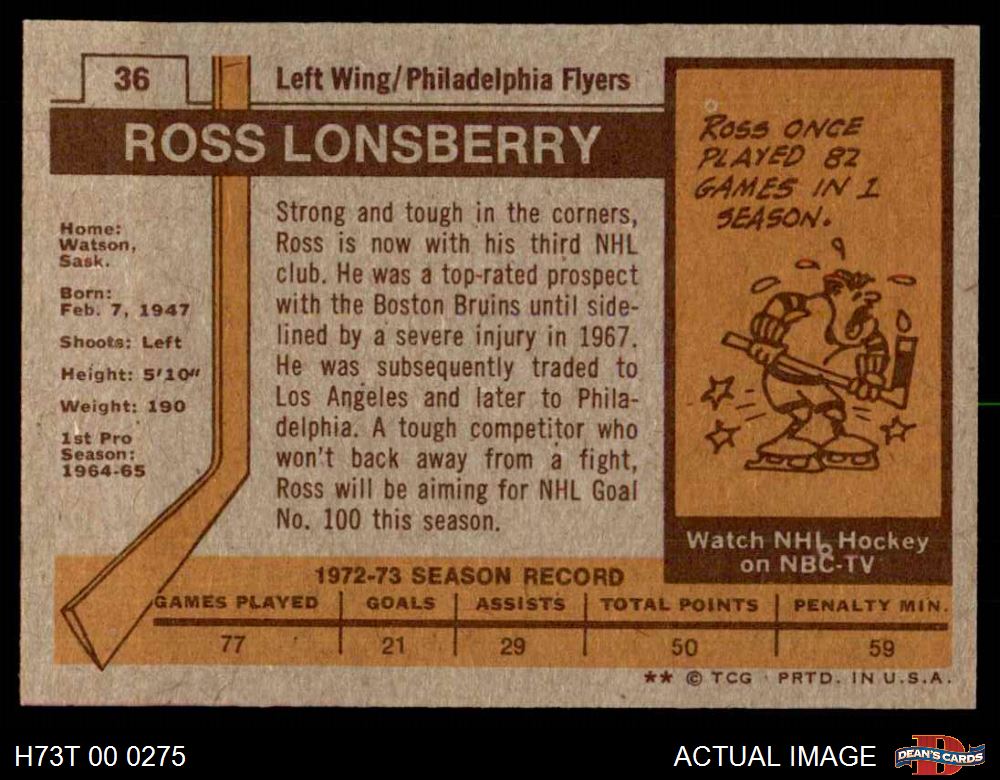 36
Left Wing/Philadelphia Flyers
ROSS LONSBERRY
Home:
Watson,
Sask.
Born:
Feb. 7, 1947
Shoots: Left
Height: 5'10"
Weight: 190
1st Pro
Season:
1964-65
Strong and tough in the corners,
Ross is now with his third NHL
club. He was a top-rated prospect
with the Boston Bruins until side-
lined by a severe injury in 1967.
He was subsequently traded to
Los Angeles and later to Phila-
delphia. A tough competitor who
won't back away from a fight,
Ross will be aiming for NHL Goal
No. 100 this season.
ROSS ONCE
PLAYED 82
GAMES IN 1
SEASON.
Watch NHL Hockey
on NBC-TV
1972-73 SEASON RECORD
GAMES PLAYED GOALS ASSISTS TOTAL POINTS PENALTY MIN.
77 21 29 50 59
** © TCG PRTD. IN U.S.A.
H73T 00 0275
ACTUAL IMAGE
DEAN'S CARDS